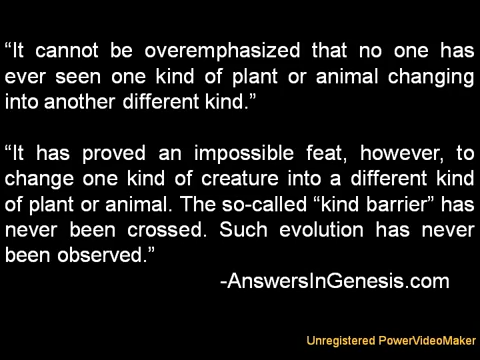 “It cannot be overemphasized that no one has
ever seen one kind of plant or animal changing
into another different kind.”
“It has proved an impossible feat, however, to
change one kind of creature into a different kind
of plant or animal. The so-called “kind barrier” has
never been crossed. Such evolution has never
been observed.”
-AnswersInGenesis.com
Unregistered PowerVideoMaker